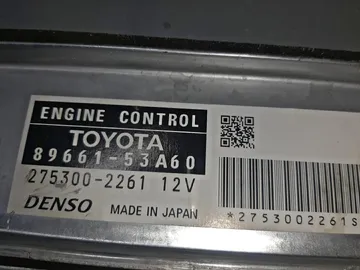 ENGINE CONTROL
TOYOTA
89661-53A60
275300-2261 12V
DENSO MADE IN JAPAN
*2753002261S